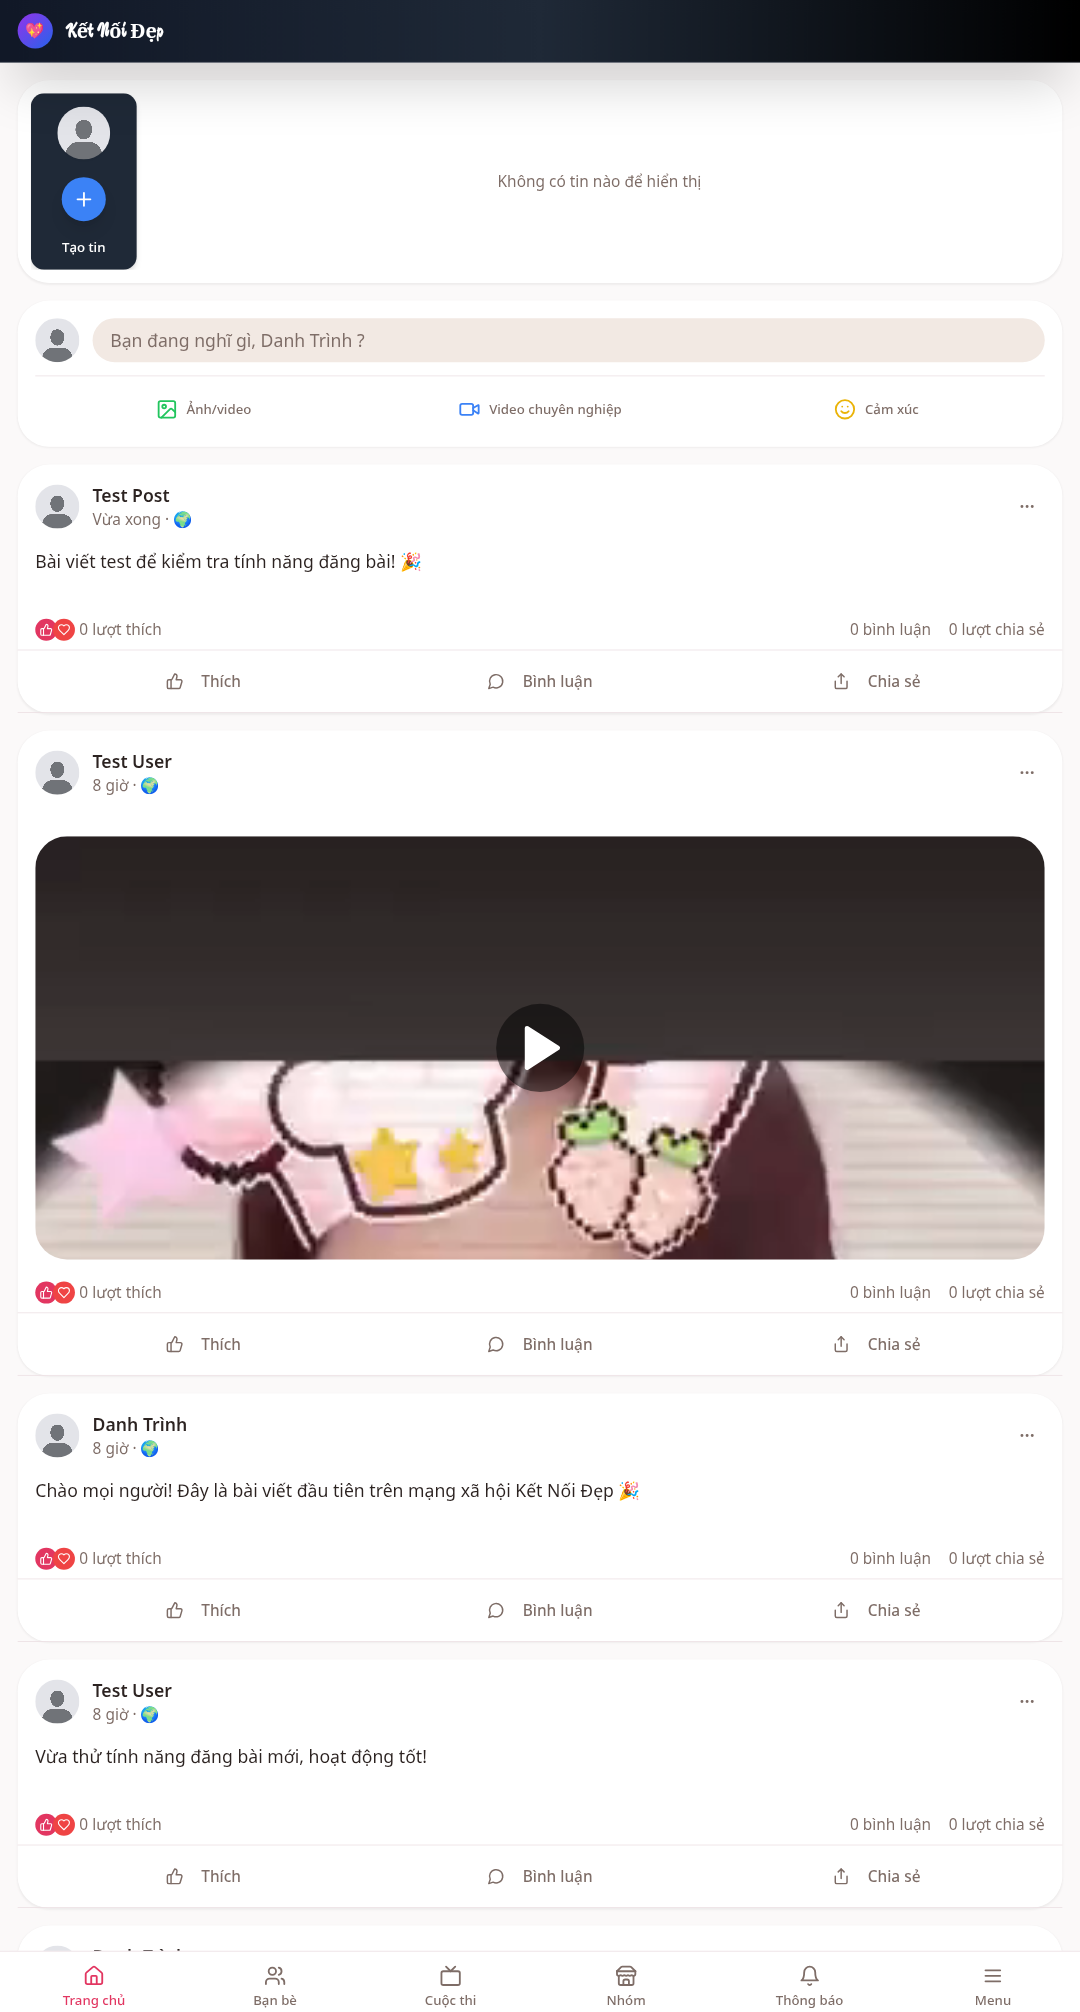 Kết Nối Đẹp
Không có tin nào để hiển thị
Tạo tin
Bạn đang nghĩ gì, Danh Trình ?
Ảnh/video
Video chuyên nghiệp
Cảm xúc
Test Post
Vừa xong ·
Bài viết test để kiểm tra tính năng đăng bài! 🎉
0 lượt thích
0 bình luận
0 lượt chia sẻ
Thích
Bình luận
Chia sẻ
Test User
8 giờ ·
0 lượt thích
0 bình luận
0 lượt chia sẻ
Thích
Bình luận
Chia sẻ
Danh Trình
8 giờ ·
Chào mọi người! Đây là bài viết đầu tiên trên mạng xã hội Kết Nối Đẹp 🎉
0 lượt thích
0 bình luận
0 lượt chia sẻ
Thích
Bình luận
Chia sẻ
Test User
8 giờ ·
Vừa thử tính năng đăng bài mới, hoạt động tốt!
0 lượt thích
0 bình luận
0 lượt chia sẻ
Thích
Bình luận
Chia sẻ
Trang chủ
Bạn bè
Cuộc thi
Nhóm
Thông báo
Menu